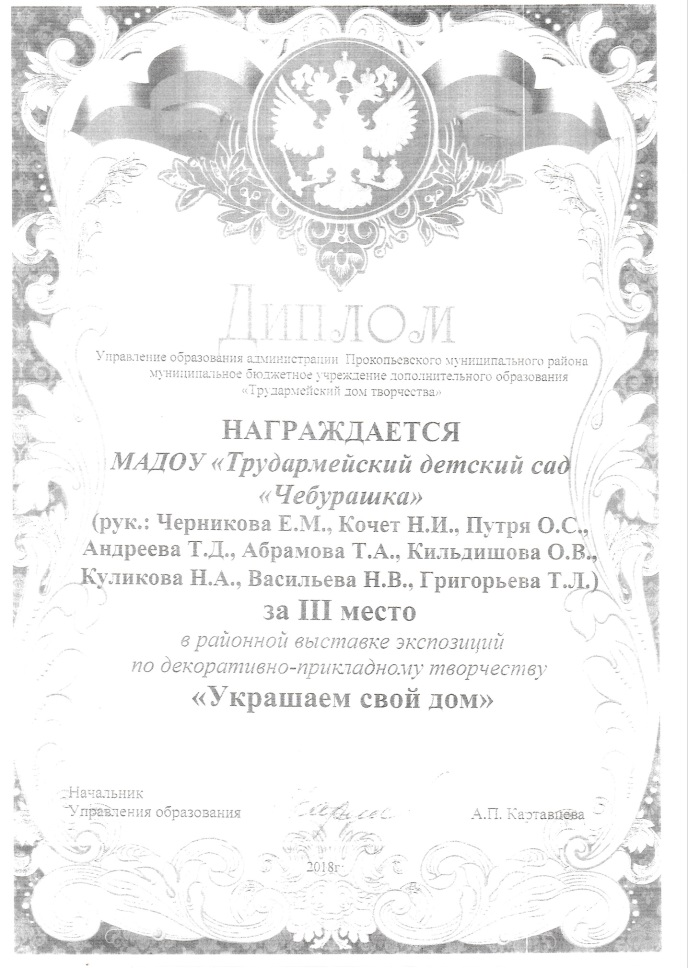 Диплом
Управление образования администрации Прокопьевского муниципального района
муниципальное бюджетное учреждение дополнительного образования
«Трудармейский дом творчества»
НАГРАЖДАЕТСЯ
МАДОУ «Трудармейский детский сад
«Чебурашка»
(рук.: Черникова Е.М., Кочет Н.И., Путря О.С.,
Андреева Т.Д., Абрамова Т.А., Кильдишова О.В.,
Куликова Н.А., Васильева Н.В., Григорьева Т.Л.)
за III место
в районной выставке экспозиций
по декоративно-прикладному творчеству
«Украшаем свой дом»
Начальник
Управления образования А.П. Картавцева
2018г